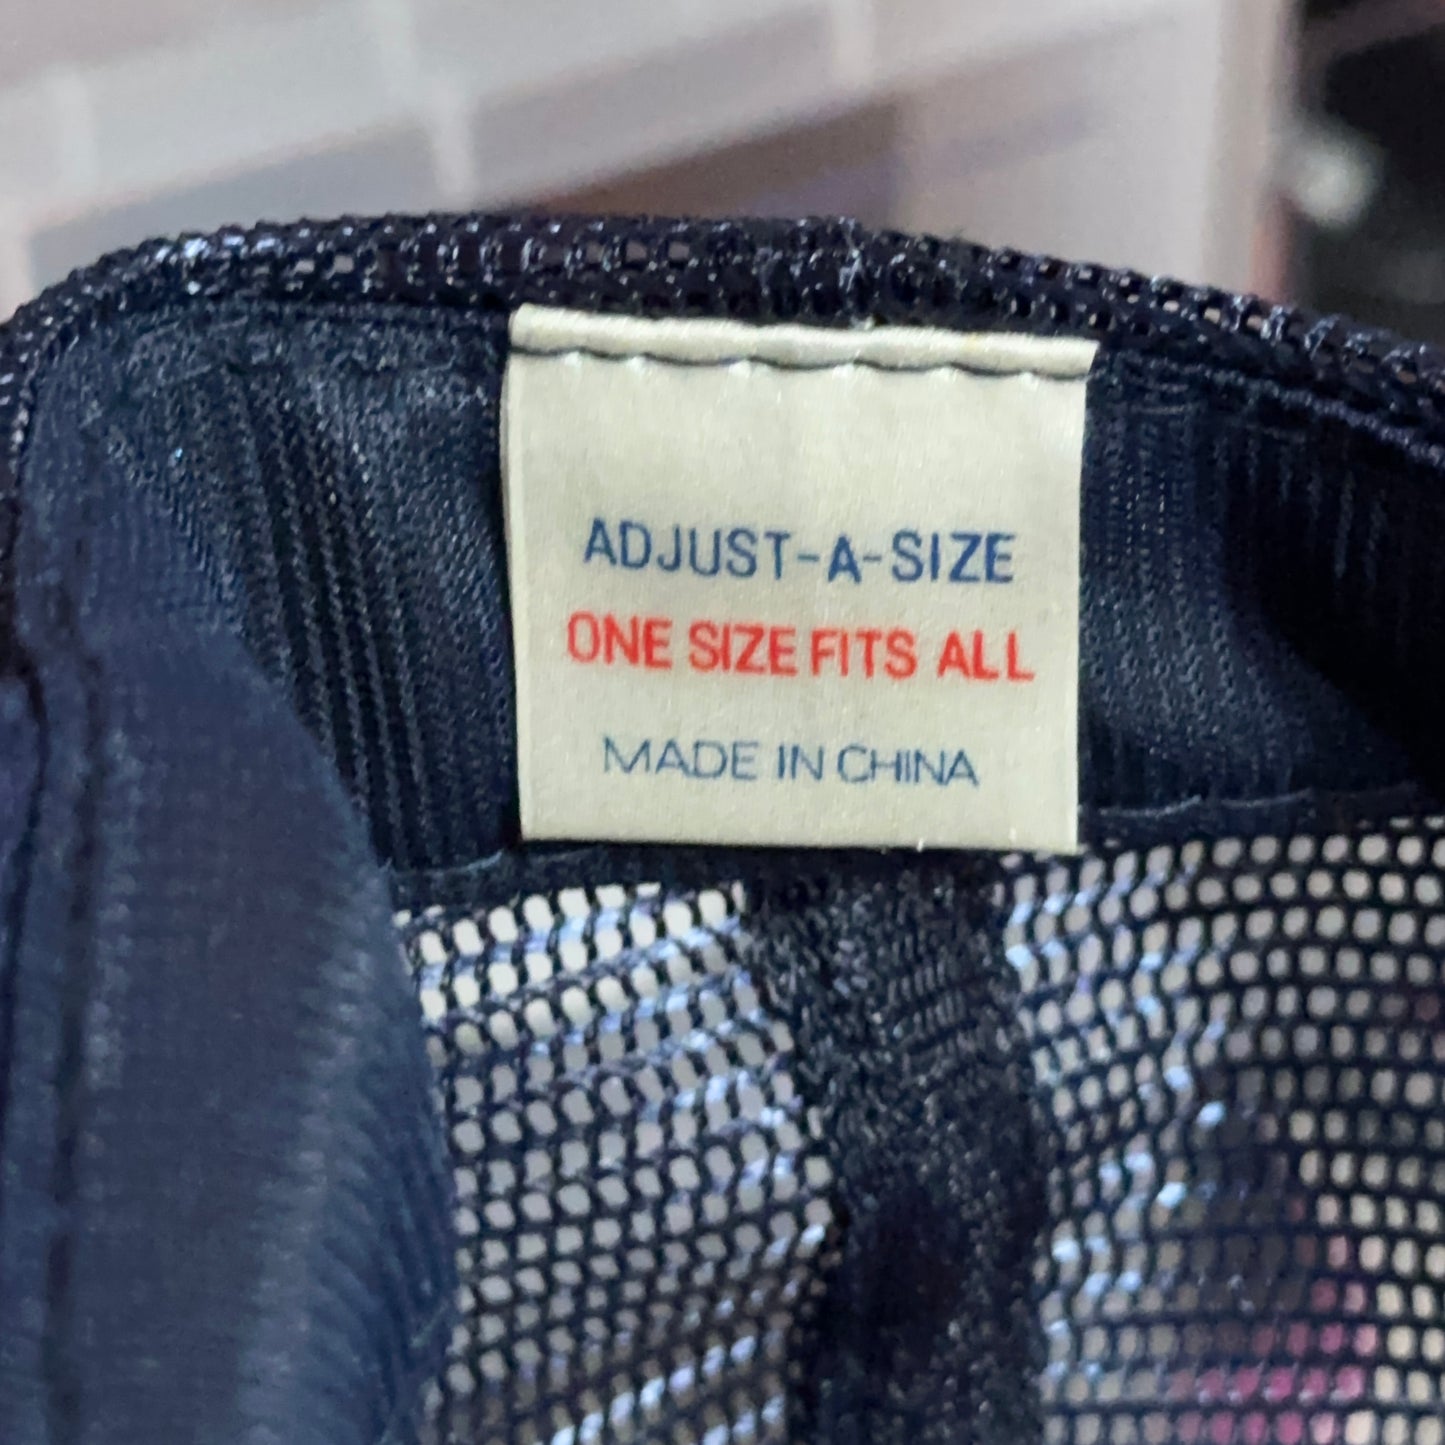 ADJUST-A-SIZE
ONE SIZE FITS ALL
MADE IN CHINA